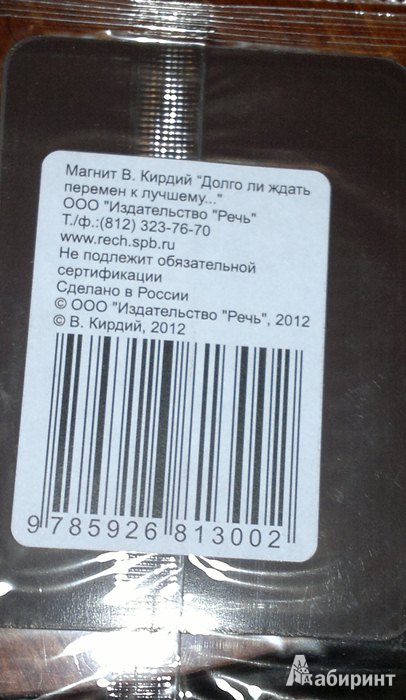 Магнит В. Кирдий "Долго ли ждать
перемен к лучшему..."
ООО "Издательство "Речь"
Т./ф.:(812) 323-76-70
www.rech.spb.ru
Не подлежит обязательной
сертификации
Сделано в России
© ООО "Издательство "Речь", 2012
© В. Кирдий, 2012
9 785926 813002
Лабиринт